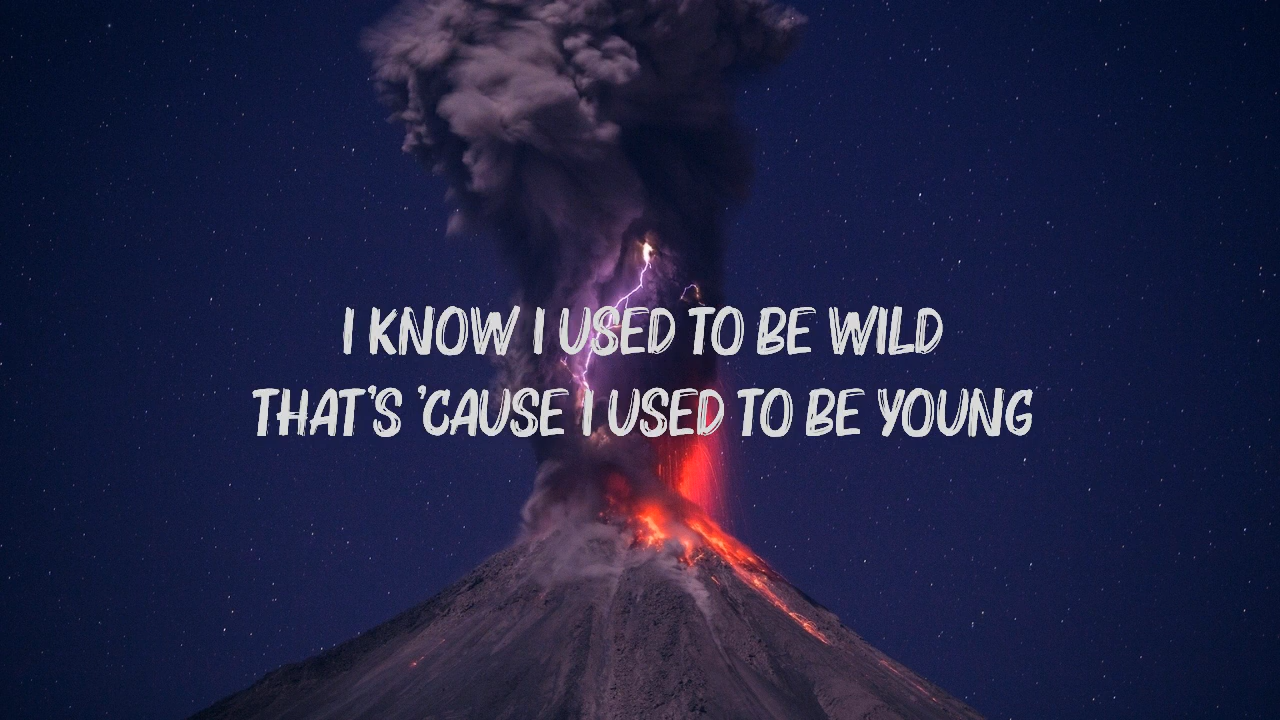 I KNOW I USED TO BE WILD
THAT'S 'CAUSE I USED TO BE YOUNG